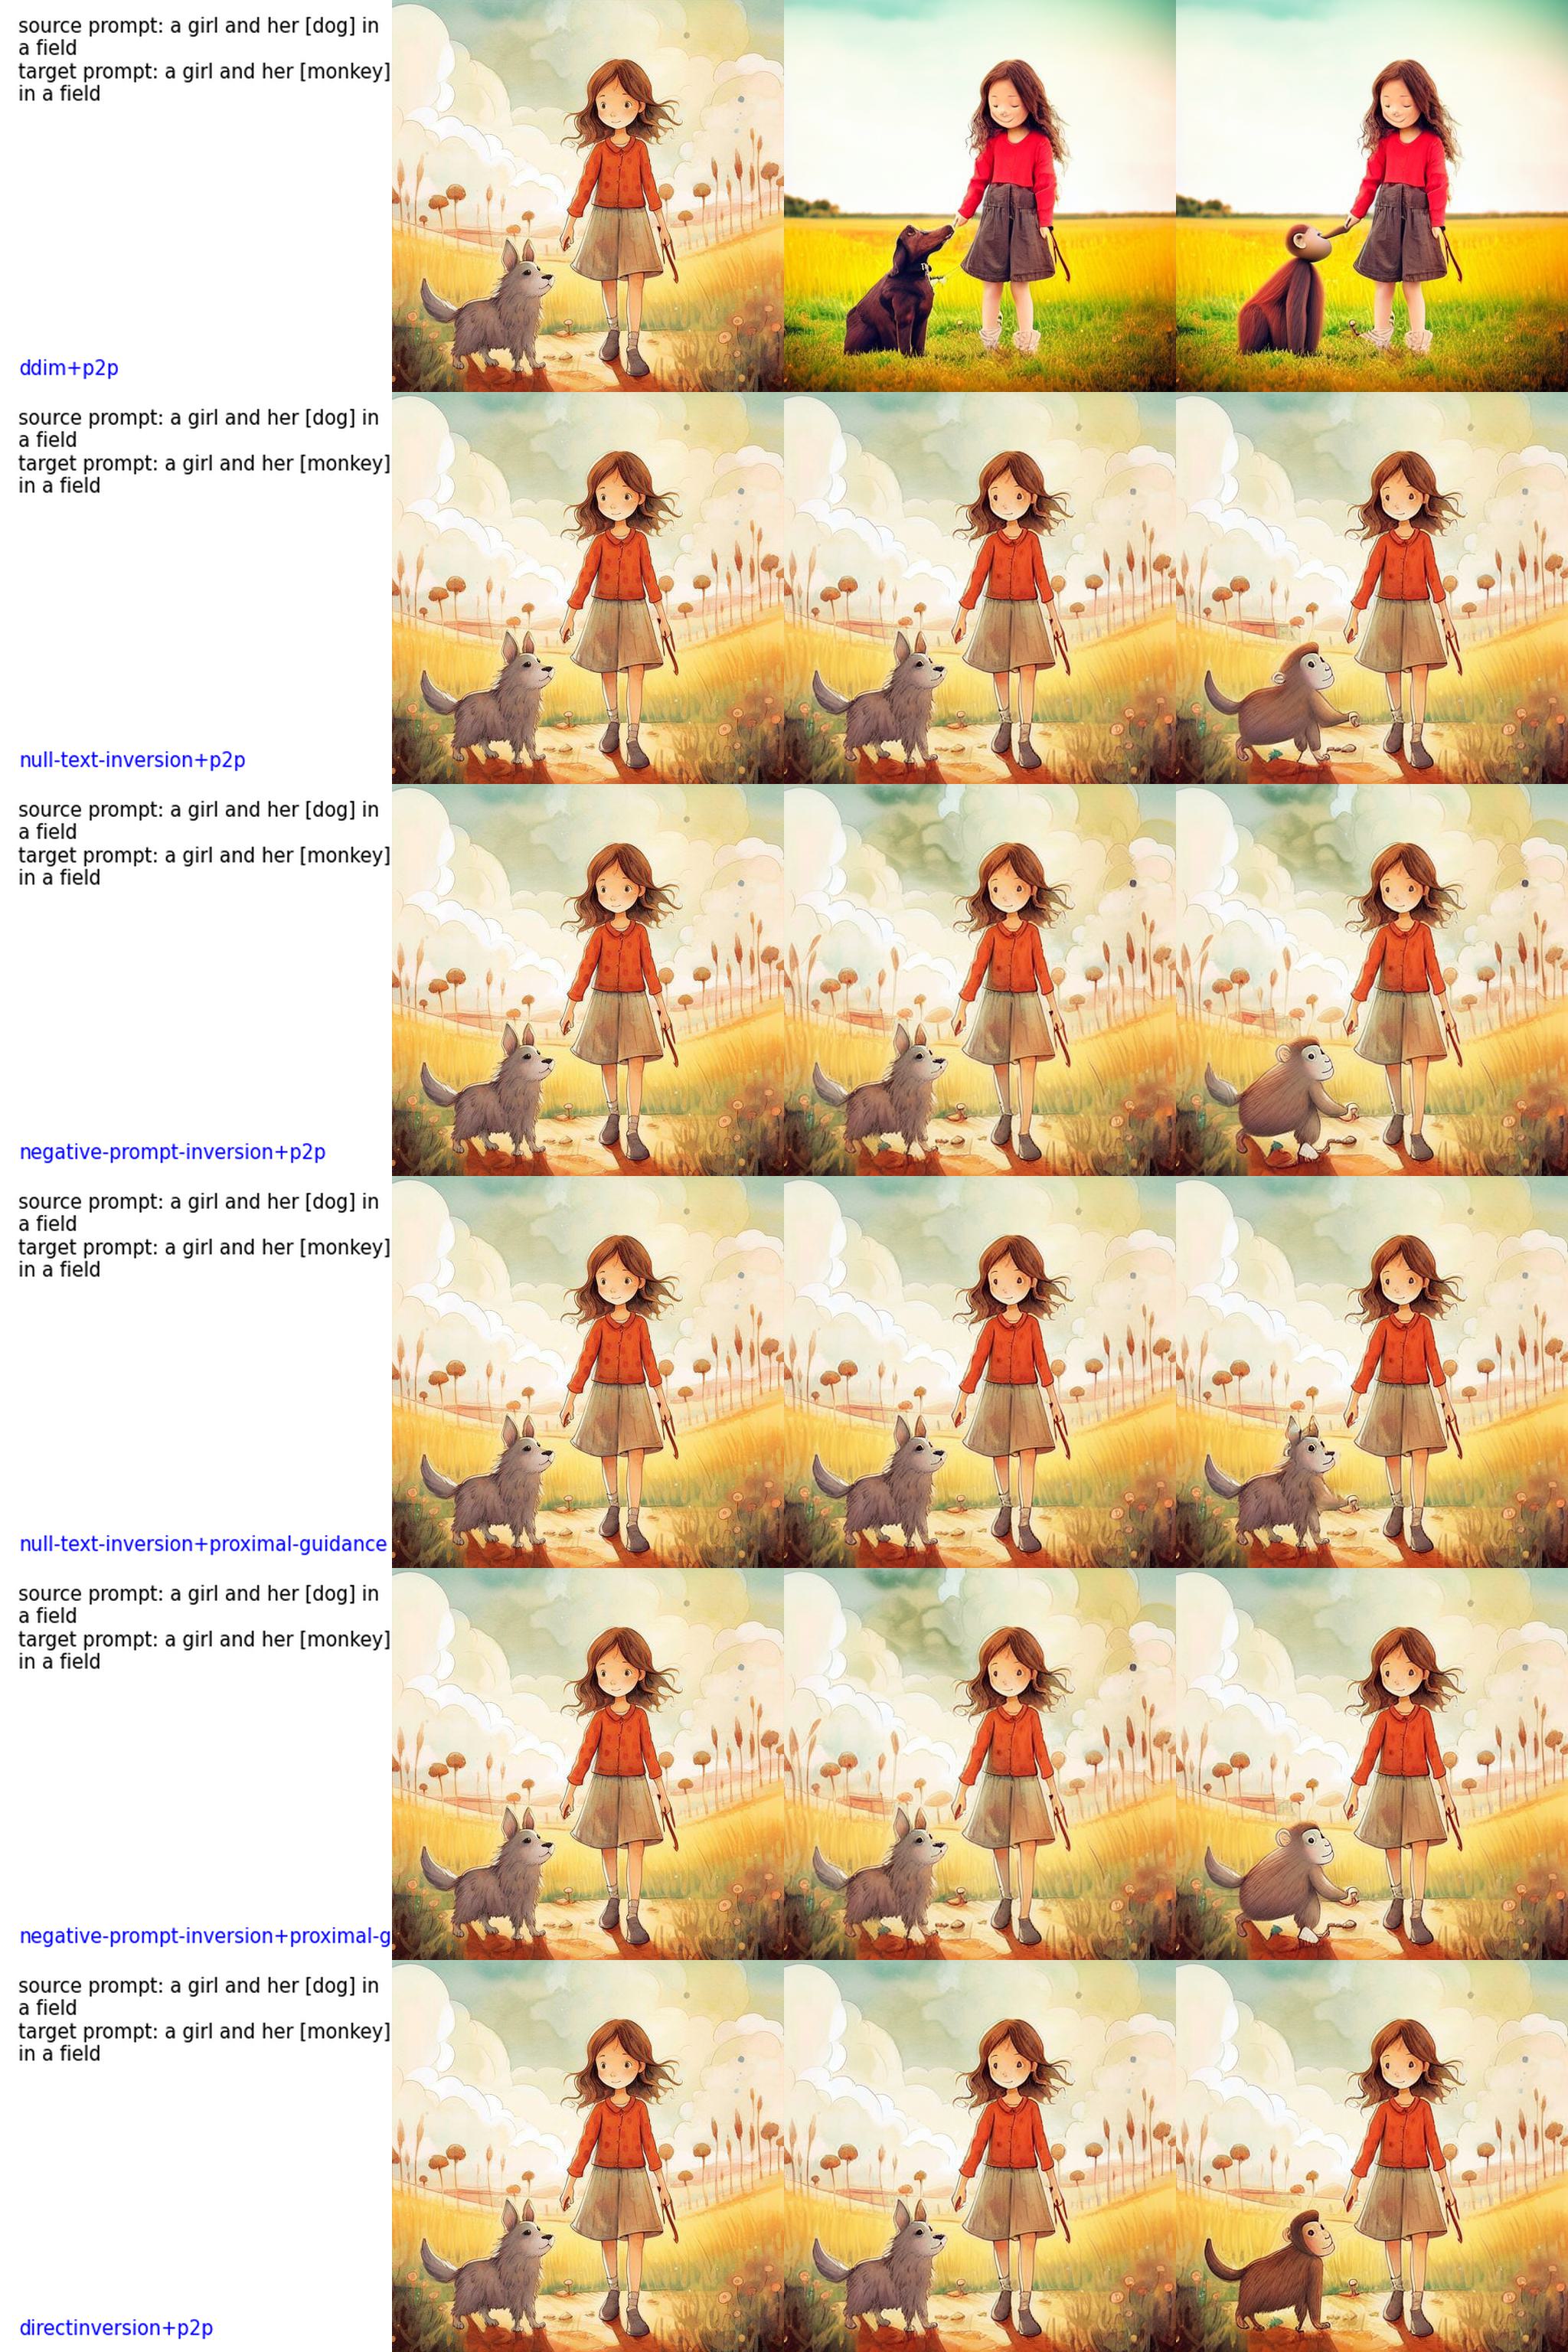 source prompt: a girl and her [dog] in
a field
target prompt: a girl and her [monkey]
in a field
ddim+p2p
source prompt: a girl and her [dog] in
a field
target prompt: a girl and her [monkey]
in a field
null-text-inversion+p2p
source prompt: a girl and her [dog] in
a field
target prompt: a girl and her [monkey]
in a field
negative-prompt-inversion+p2p
source prompt: a girl and her [dog] in
a field
target prompt: a girl and her [monkey]
in a field
null-text-inversion+proximal-guidance
source prompt: a girl and her [dog] in
a field
target prompt: a girl and her [monkey]
in a field
negative-prompt-inversion+proximal-g
source prompt: a girl and her [dog] in
a field
target prompt: a girl and her [monkey]
in a field
directinversion+p2p